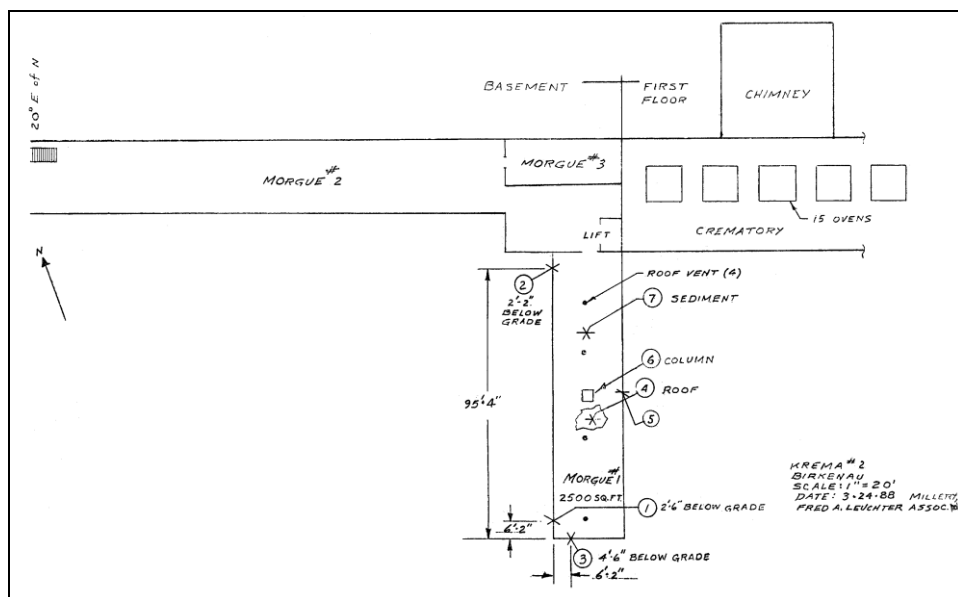 20° E of N
BASEMENT
FIRST
FLOOR
CHIMNEY
MORGUE #2
MORGUE #3
15 OVENS
LIFT
CREMATORY
N
ROOF VENT (4)
2
2'-2"
BELOW
GRADE
7 SEDIMENT
6 COLUMN
4 ROOF
5
95'-4"
MORGUE #1
2500 SQ.FT.
1 2'-6" BELOW GRADE
6'-2"
3 4'-6" BELOW GRADE
6'-2"
KREMA #2
BIRKENAU
SCALE: 1" = 20'
DATE: 3-24-88
FRED A. LEUCHTER ASSOC.